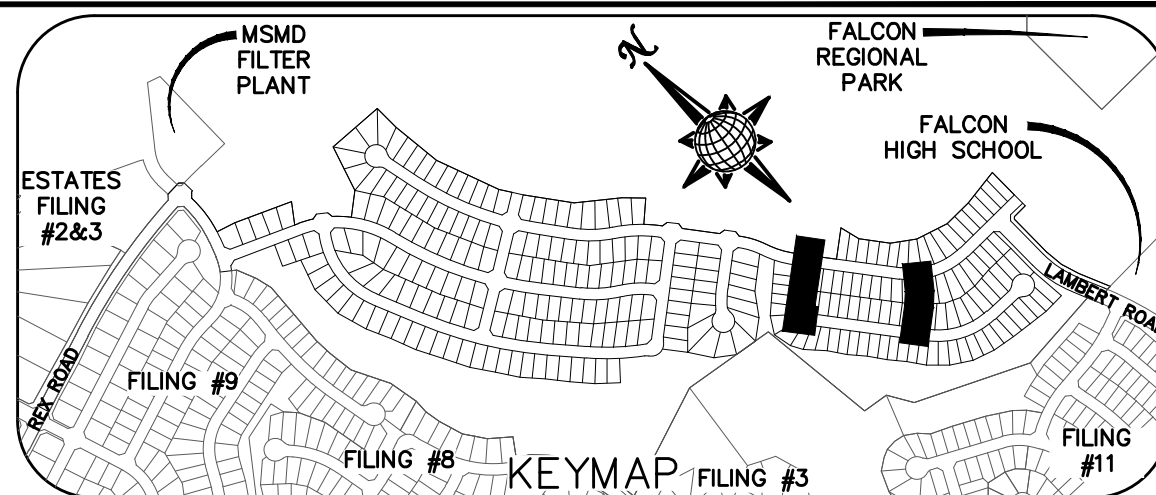 MSMD
FILTER
PLANT
N
FALCON
REGIONAL
PARK
FALCON
HIGH SCHOOL
ESTATES
FILING
#2&3
LAMBERT ROAD
REX ROAD
FILING #9
FILING #8
KEYMAP
FILING #3
FILING
#11